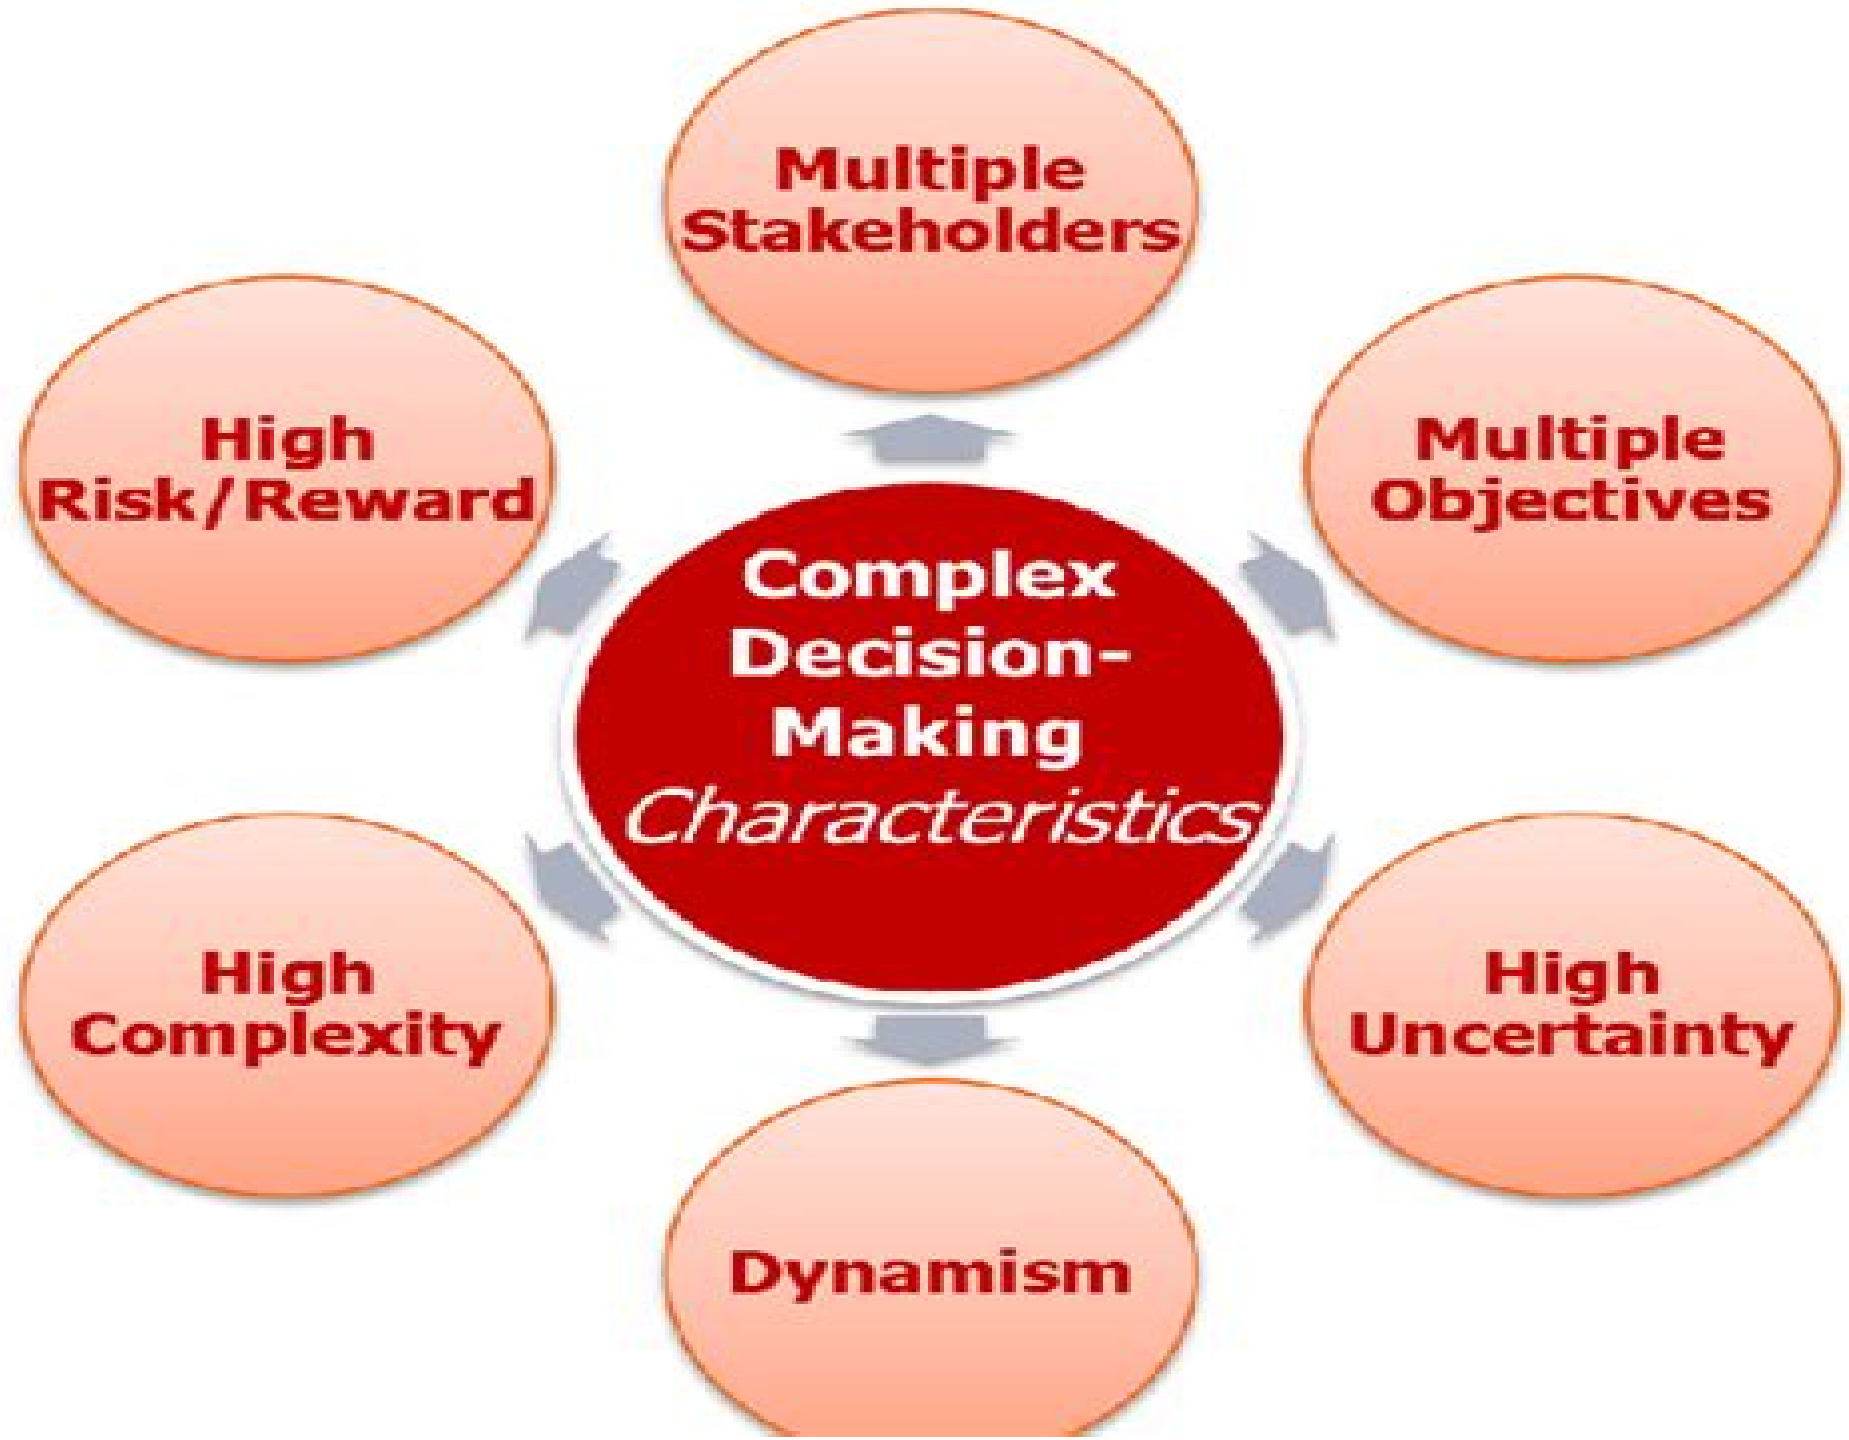 Multiple
Stakeholders
High
Risk/Reward
Multiple
Objectives
Complex
Decision-
Making
Characteristics
High
Complexity
High
Uncertainty
Dynamism